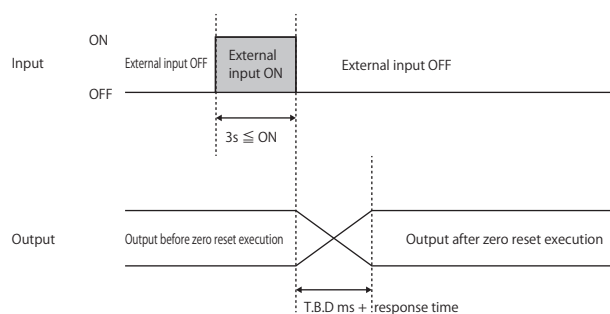 ON
Input
External input OFF
External
input ON
External input OFF
OFF
3s ≦ ON
Output
Output before zero reset execution
Output after zero reset execution
T.B.D ms + response time